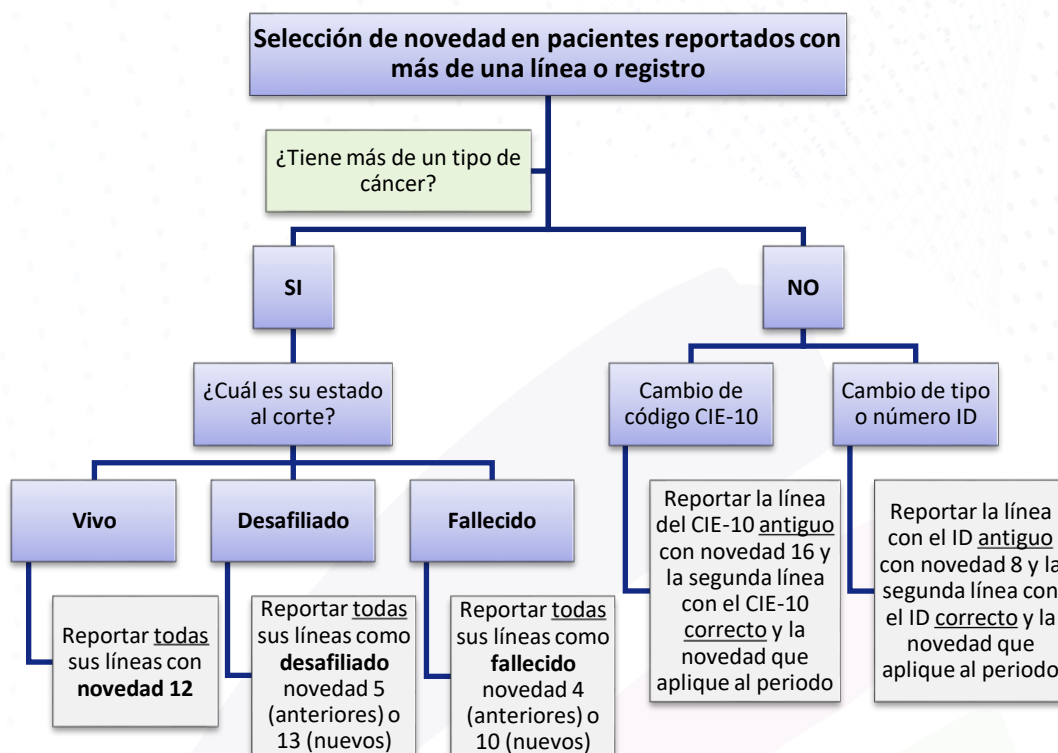 Selección de novedad en pacientes reportados con
más de una línea o registro
¿Tiene más de un tipo de
cáncer?
SI
NO
¿Cuál es su estado
al corte?
Cambio de
código CIE-10
Cambio de tipo
o número ID
Vivo
Desafiliado
Fallecido
Reportar todas
sus líneas con
novedad 12
Reportar todas
sus líneas como
desafiliado
novedad 5
(anteriores) o
13 (nuevos)
Reportar todas
sus líneas como
fallecido
novedad 4
(anteriores) o
10 (nuevos)
Reportar la línea
del CIE-10 antiguo
con novedad 16 y
la segunda línea
con el CIE-10
correcto y la
novedad que
aplique al periodo
Reportar la línea
con el ID antiguo
con novedad 8 y la
segunda línea con
el ID correcto y la
novedad que
aplique al periodo